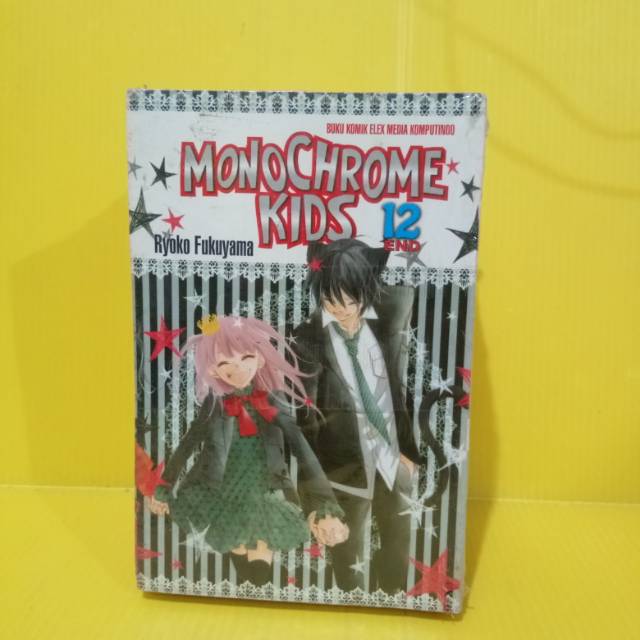 BUKU KOMIK ELEX MEDIA KOMPUTINDO
MONOCHROME
KIDS 12
END
Ryoko Fukuyama